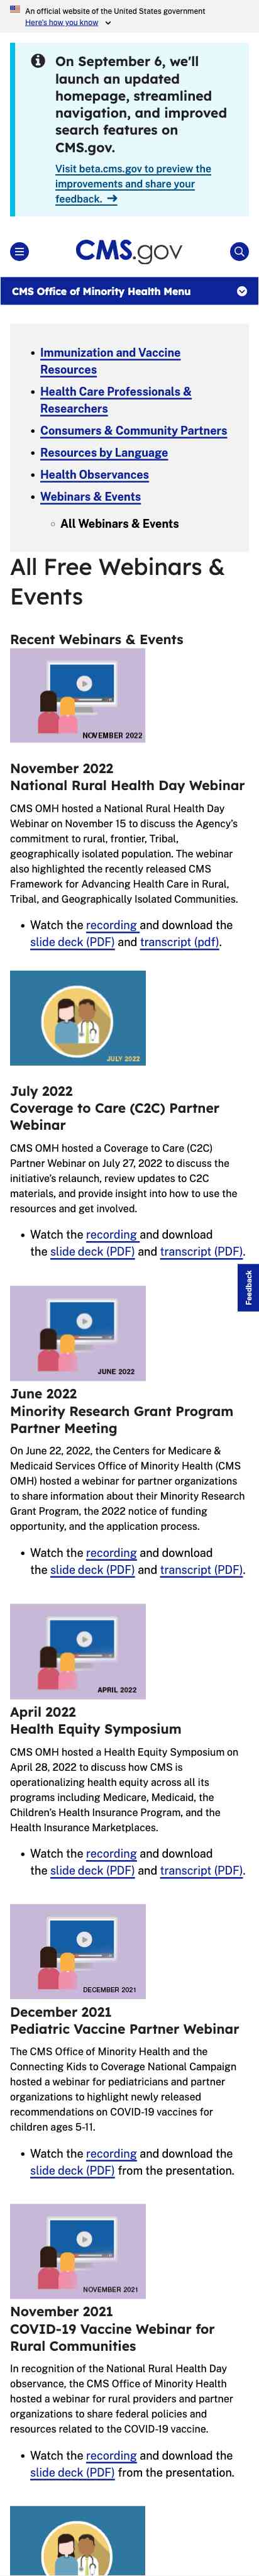 An official website of the United States government
Here's how you know
On September 6, we'll
launch an updated
homepage, streamlined
navigation, and improved
search features on
CMS.gov.
Visit beta.cms.gov to preview the
improvements and share your
feedback. →
CMS.gov
CMS Office of Minority Health Menu
• Immunization and Vaccine
Resources
• Health Care Professionals &
Researchers
• Consumers & Community Partners
• Resources by Language
• Health Observances
• Webinars & Events
◦ All Webinars & Events
All Free Webinars &
Events
Recent Webinars & Events
NOVEMBER 2022
November 2022
National Rural Health Day Webinar
CMS OMH hosted a National Rural Health Day
Webinar on November 15 to discuss the Agency's
commitment to rural, frontier, Tribal,
geographically isolated population. The webinar
also highlighted the recently released CMS
Framework for Advancing Health Care in Rural,
Tribal, and Geographically Isolated Communities.
• Watch the recording and download the
slide deck (PDF) and transcript (pdf).
JULY 2022
July 2022
Coverage to Care (C2C) Partner
Webinar
CMS OMH hosted a Coverage to Care (C2C)
Partner Webinar on July 27, 2022 to discuss the
initiative's relaunch, review updates to C2C
materials, and provide insight into how to use the
resources and get involved.
• Watch the recording and download
the slide deck (PDF) and transcript (PDF).
Feedback
JUNE 2022
June 2022
Minority Research Grant Program
Partner Meeting
On June 22, 2022, the Centers for Medicare &
Medicaid Services Office of Minority Health (CMS
OMH) hosted a webinar for partner organizations
to share information about their Minority Research
Grant Program, the 2022 notice of funding
opportunity, and the application process.
• Watch the recording and download
the slide deck (PDF) and transcript (PDF).
APRIL 2022
April 2022
Health Equity Symposium
CMS OMH hosted a Health Equity Symposium on
April 28, 2022 to discuss how CMS is
operationalizing health equity across all its
programs including Medicare, Medicaid, the
Children's Health Insurance Program, and the
Health Insurance Marketplaces.
• Watch the recording and download
the slide deck (PDF) and transcript (PDF).
DECEMBER 2021
December 2021
Pediatric Vaccine Partner Webinar
The CMS Office of Minority Health and the
Connecting Kids to Coverage National Campaign
hosted a webinar for pediatricians and partner
organizations to highlight newly released
recommendations on COVID-19 vaccines for
children ages 5-11.
• Watch the recording and download the
slide deck (PDF) from the presentation.
NOVEMBER 2021
November 2021
COVID-19 Vaccine Webinar for
Rural Communities
In recognition of the National Rural Health Day
observance, the CMS Office of Minority Health
hosted a webinar for rural providers and partner
organizations to share federal policies and
resources related to the COVID-19 vaccine.
• Watch the recording and download the
slide deck (PDF) from the presentation.